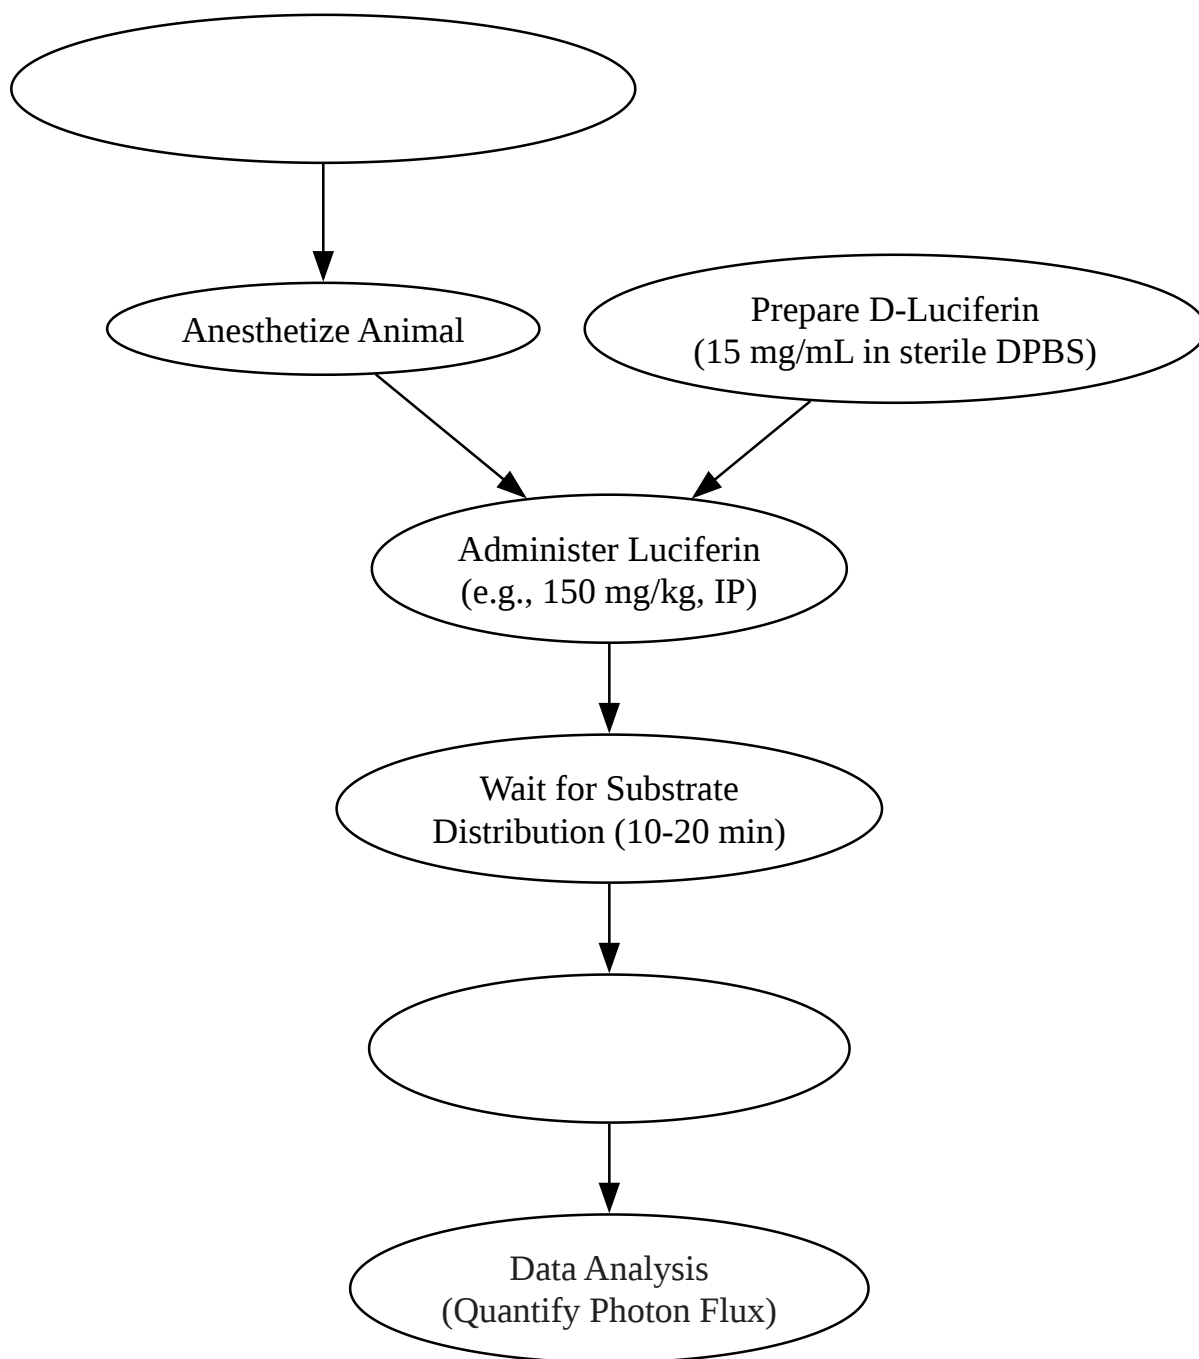 Anesthetize Animal
Prepare D-Luciferin
(15 mg/mL in sterile DPBS)
Administer Luciferin
(e.g., 150 mg/kg, IP)
Wait for Substrate
Distribution (10-20 min)
Data Analysis
(Quantify Photon Flux)